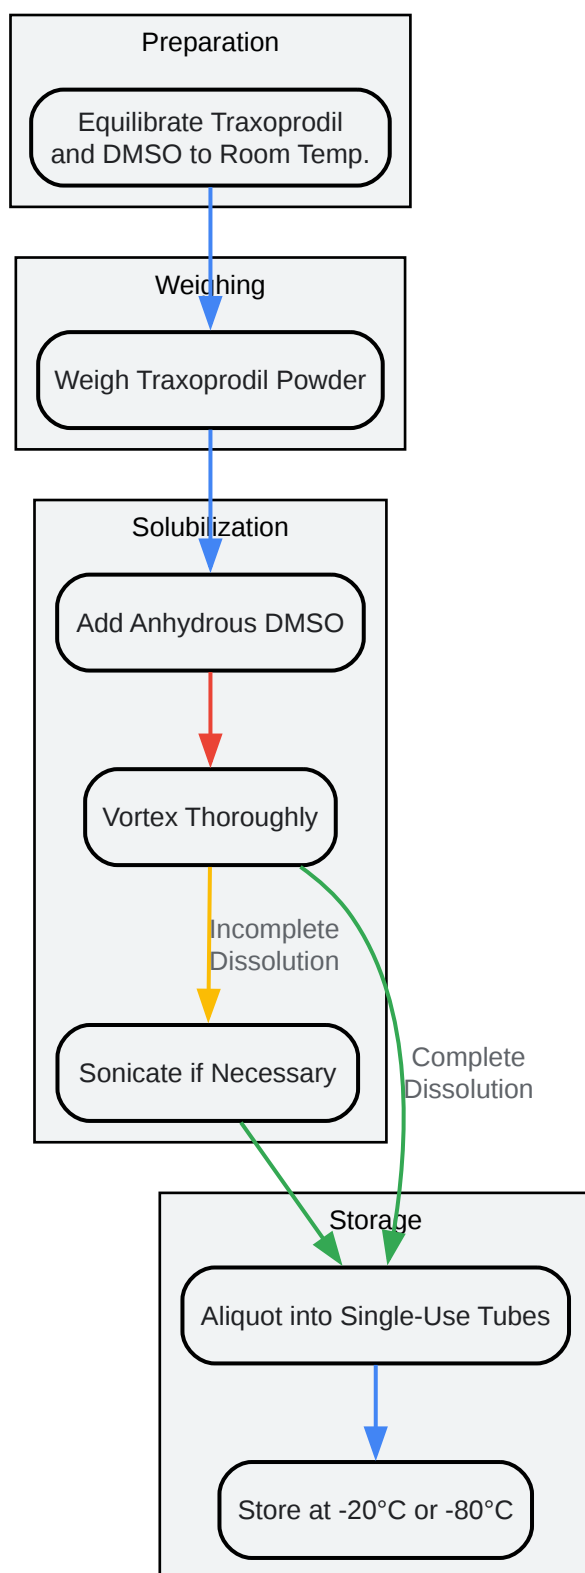 Preparation
Equilibrate Traxoprodil
and DMSO to Room Temp.
Weighing
Weigh Traxoprodil Powder
Solubilization
Add Anhydrous DMSO
Vortex Thoroughly
Incomplete
Dissolution
Sonicate if Necessary
Complete
Dissolution
Storage
Aliquot into Single-Use Tubes
Store at -20°C or -80°C